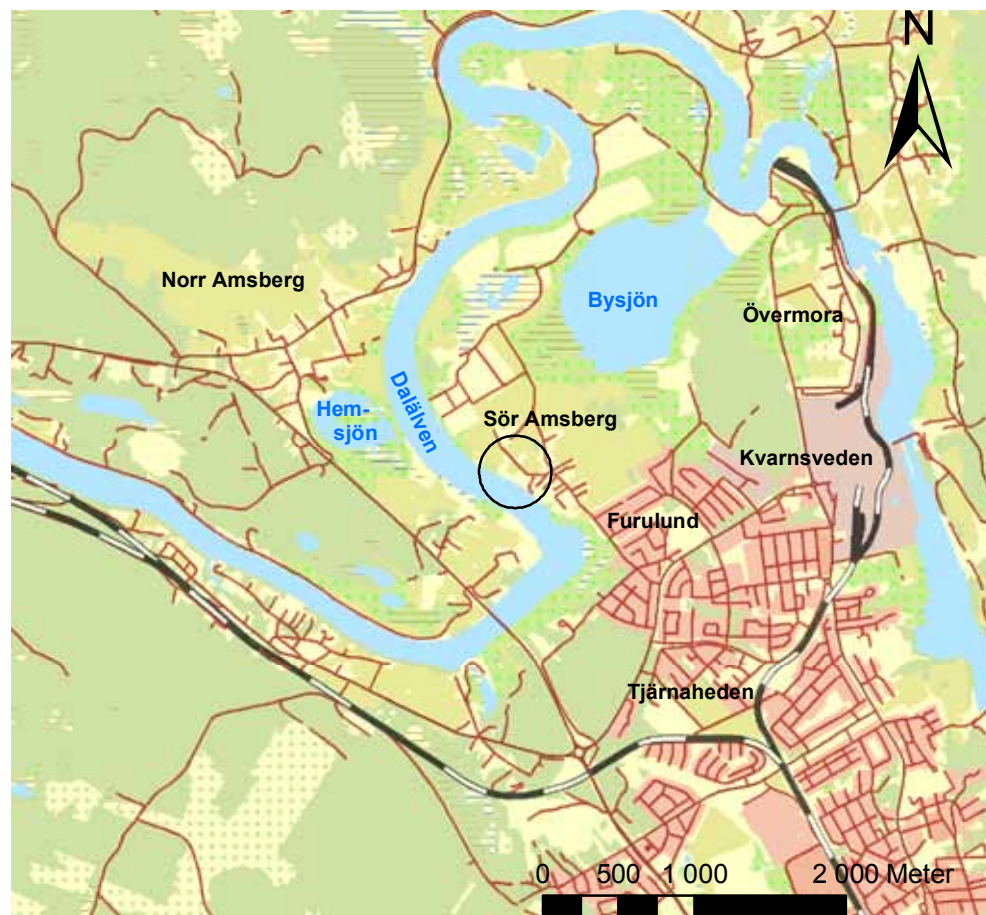 N
Norr Amsberg
Bysjön
Övermora
Dalälven
Hem-
sjön
Sör Amsberg
Kvarnsveden
Furulund
Tjärnaheden
0 500 1 000 2 000 Meter